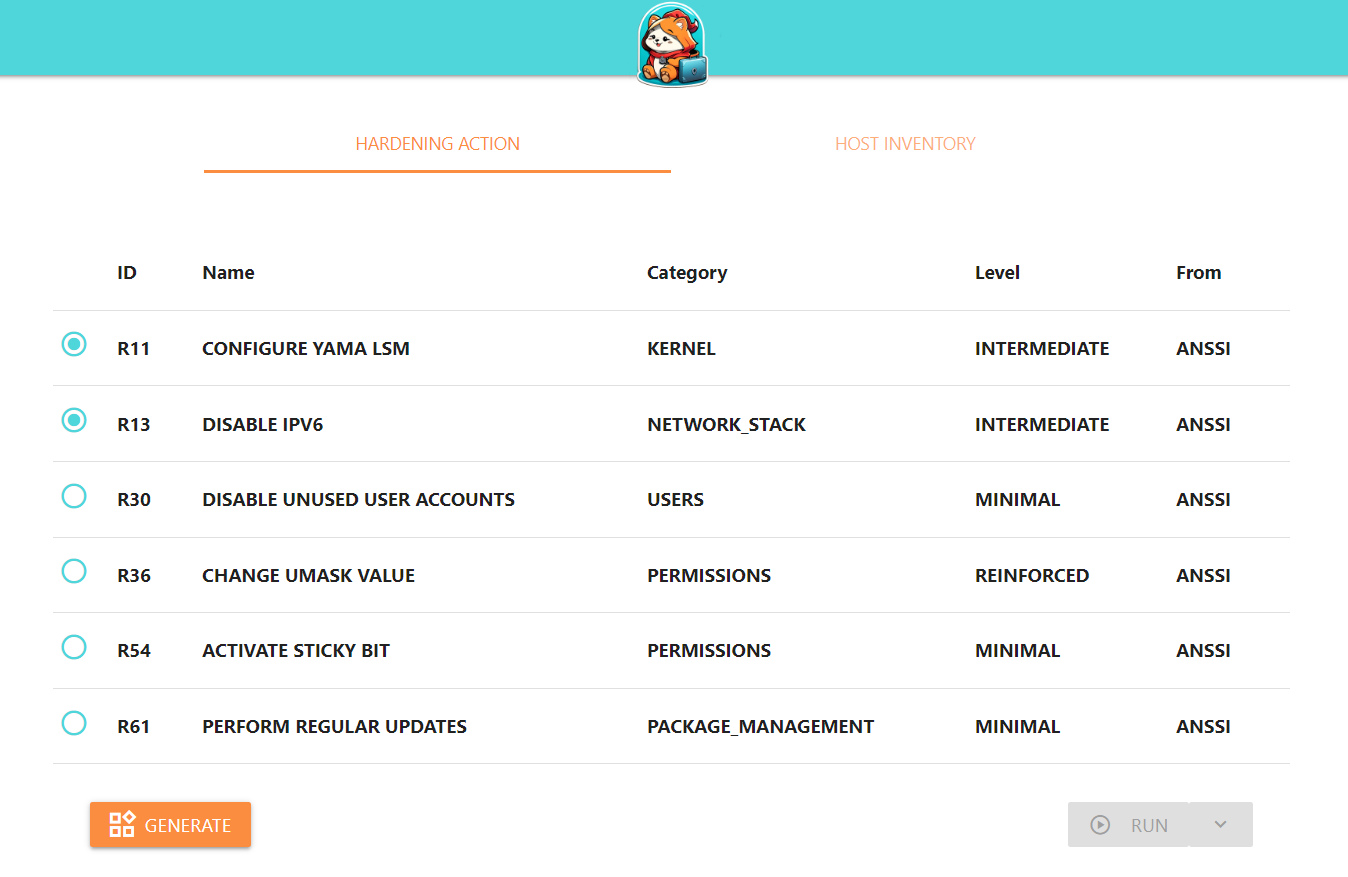 HARDENING ACTION HOST INVENTORY
ID Name Category Level From
R11 CONFIGURE YAMA LSM KERNEL INTERMEDIATE ANSSI
R13 DISABLE IPV6 NETWORK_STACK INTERMEDIATE ANSSI
R30 DISABLE UNUSED USER ACCOUNTS USERS MINIMAL ANSSI
R36 CHANGE UMASK VALUE PERMISSIONS REINFORCED ANSSI
R54 ACTIVATE STICKY BIT PERMISSIONS MINIMAL ANSSI
R61 PERFORM REGULAR UPDATES PACKAGE_MANAGEMENT MINIMAL ANSSI
GENERATE RUN